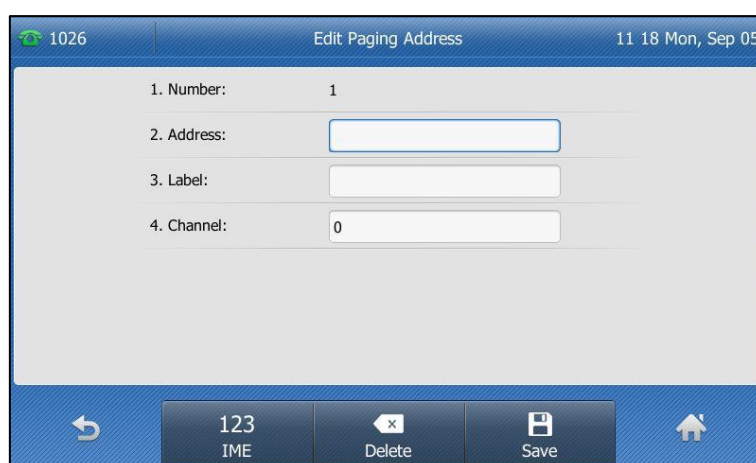 1026 Edit Paging Address 11 18 Mon, Sep 05
1. Number: 1
2. Address:
3. Label:
4. Channel: 0
123 Delete Save
IME